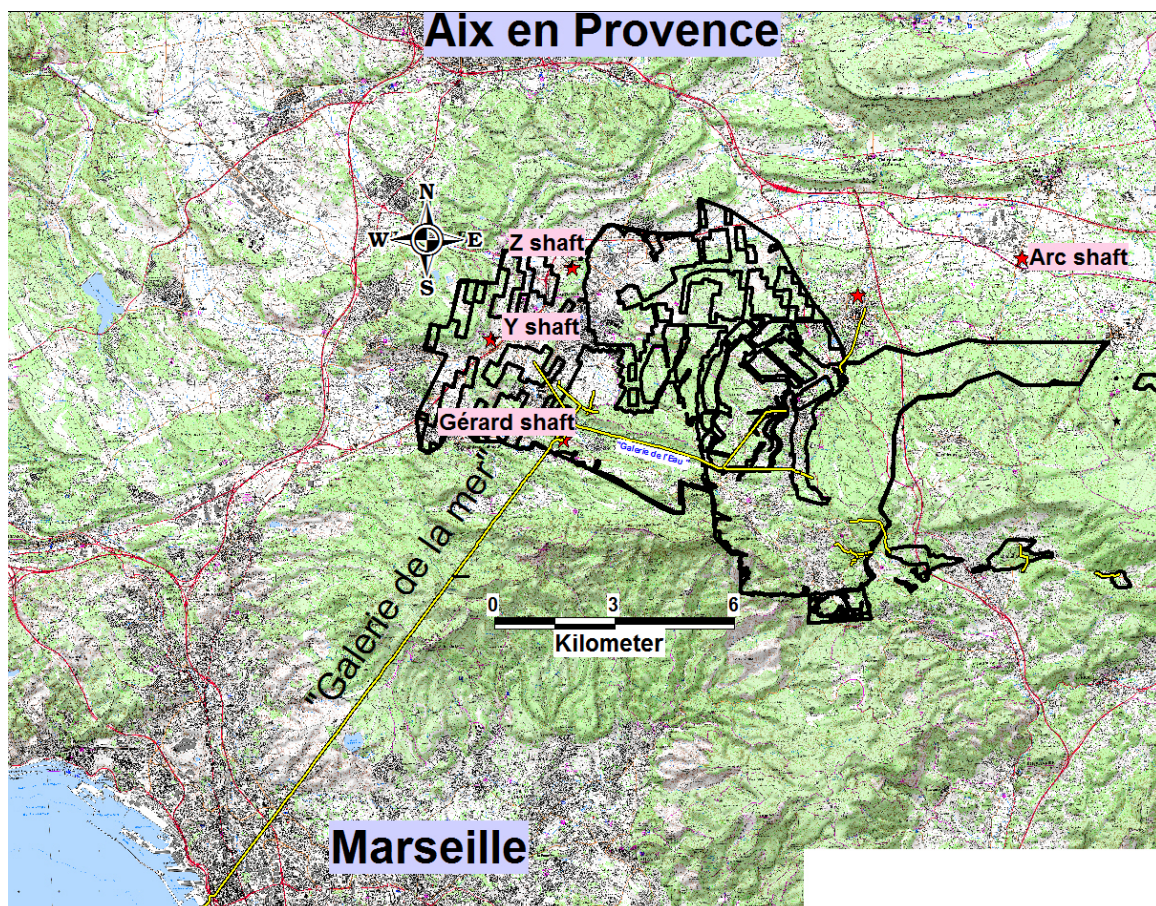 Aix en Provence
N
W E
S
Z shaft
Arc shaft
Y shaft
Gérard shaft
"Galerie de l'Eau"
"Galerie de la mer"
0 3 6
Kilometer
Marseille